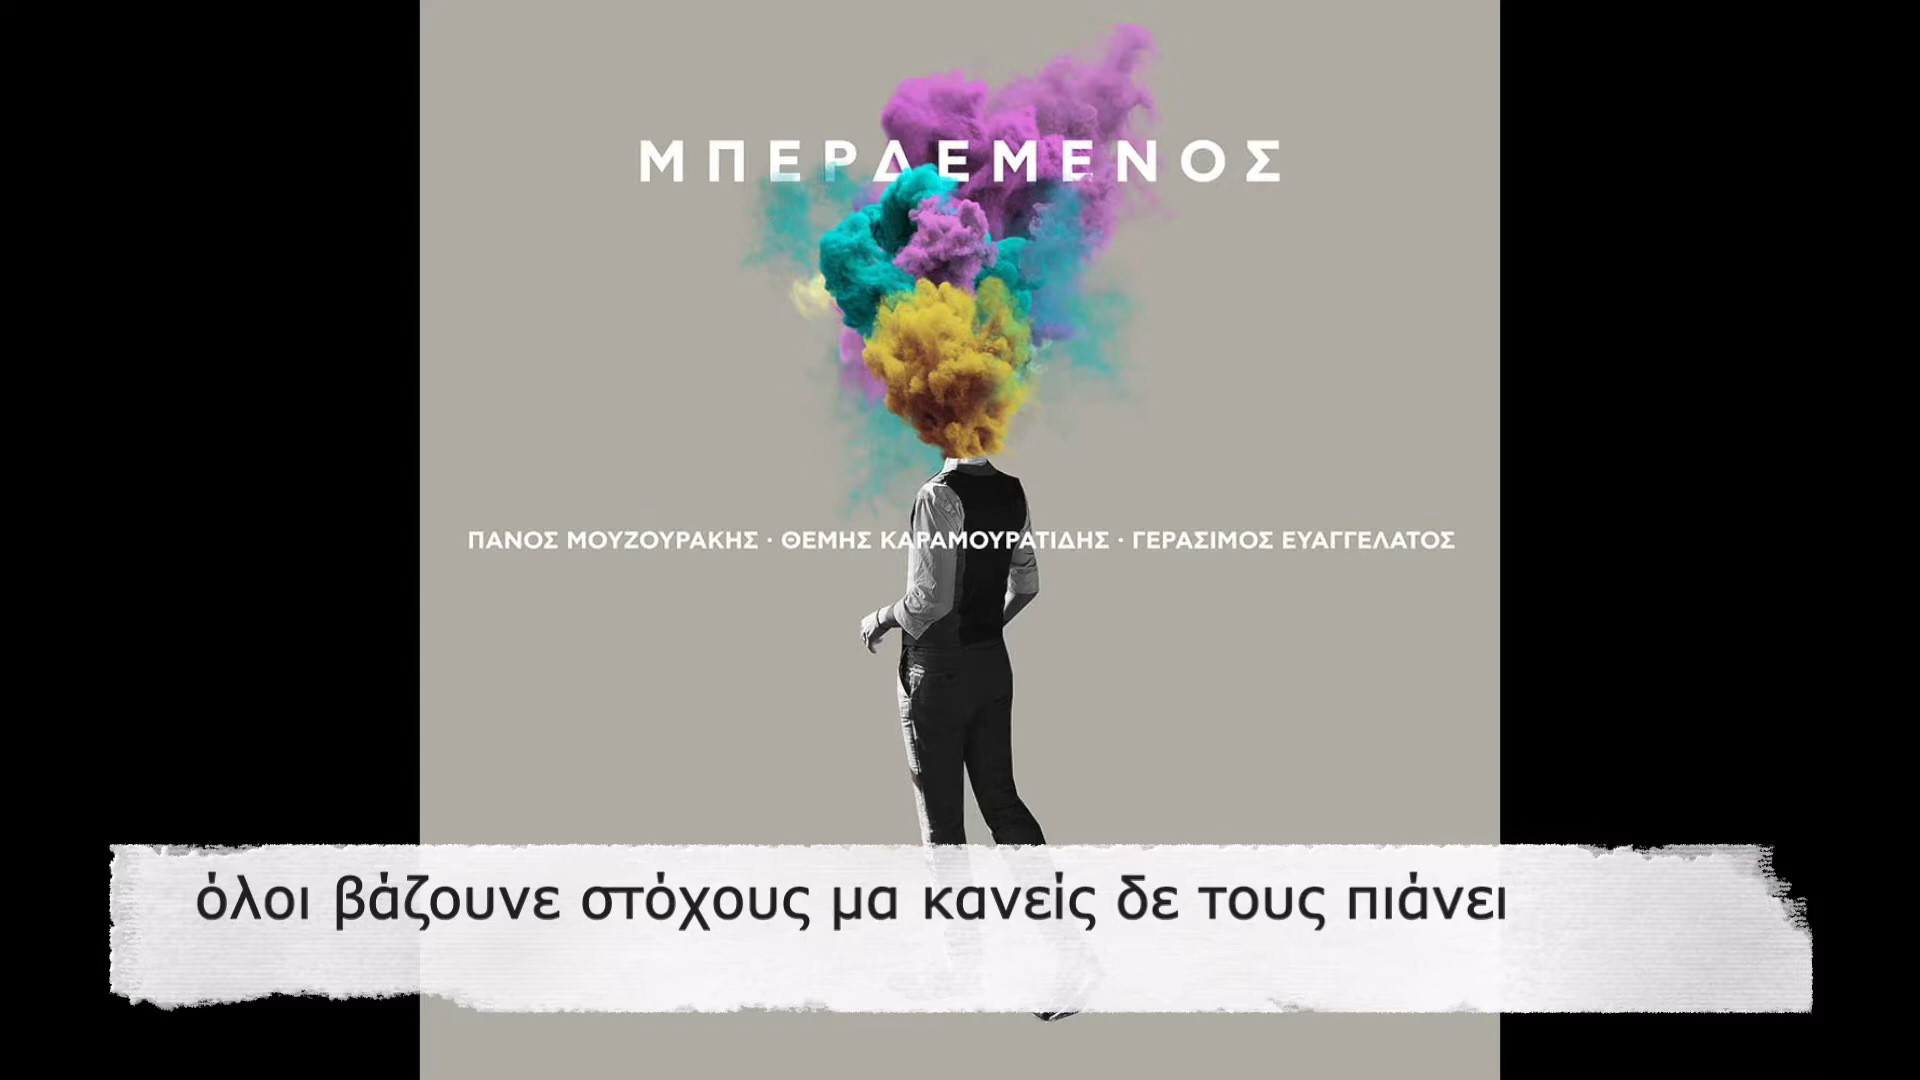 ΜΠΕΡΔΕΜΕΝΟΣ
ΠΑΝΟΣ ΜΟΥΖΟΥΡΑΚΗΣ · ΘΕΜΗΣ ΚΑΡΑΜΟΥΡΑΤΙΔΗΣ · ΓΕΡΑΣΙΜΟΣ ΕΥΑΓΓΕΛΑΤΟΣ
όλοι βάζουνε στόχους μα κανείς δε τους πιάνει